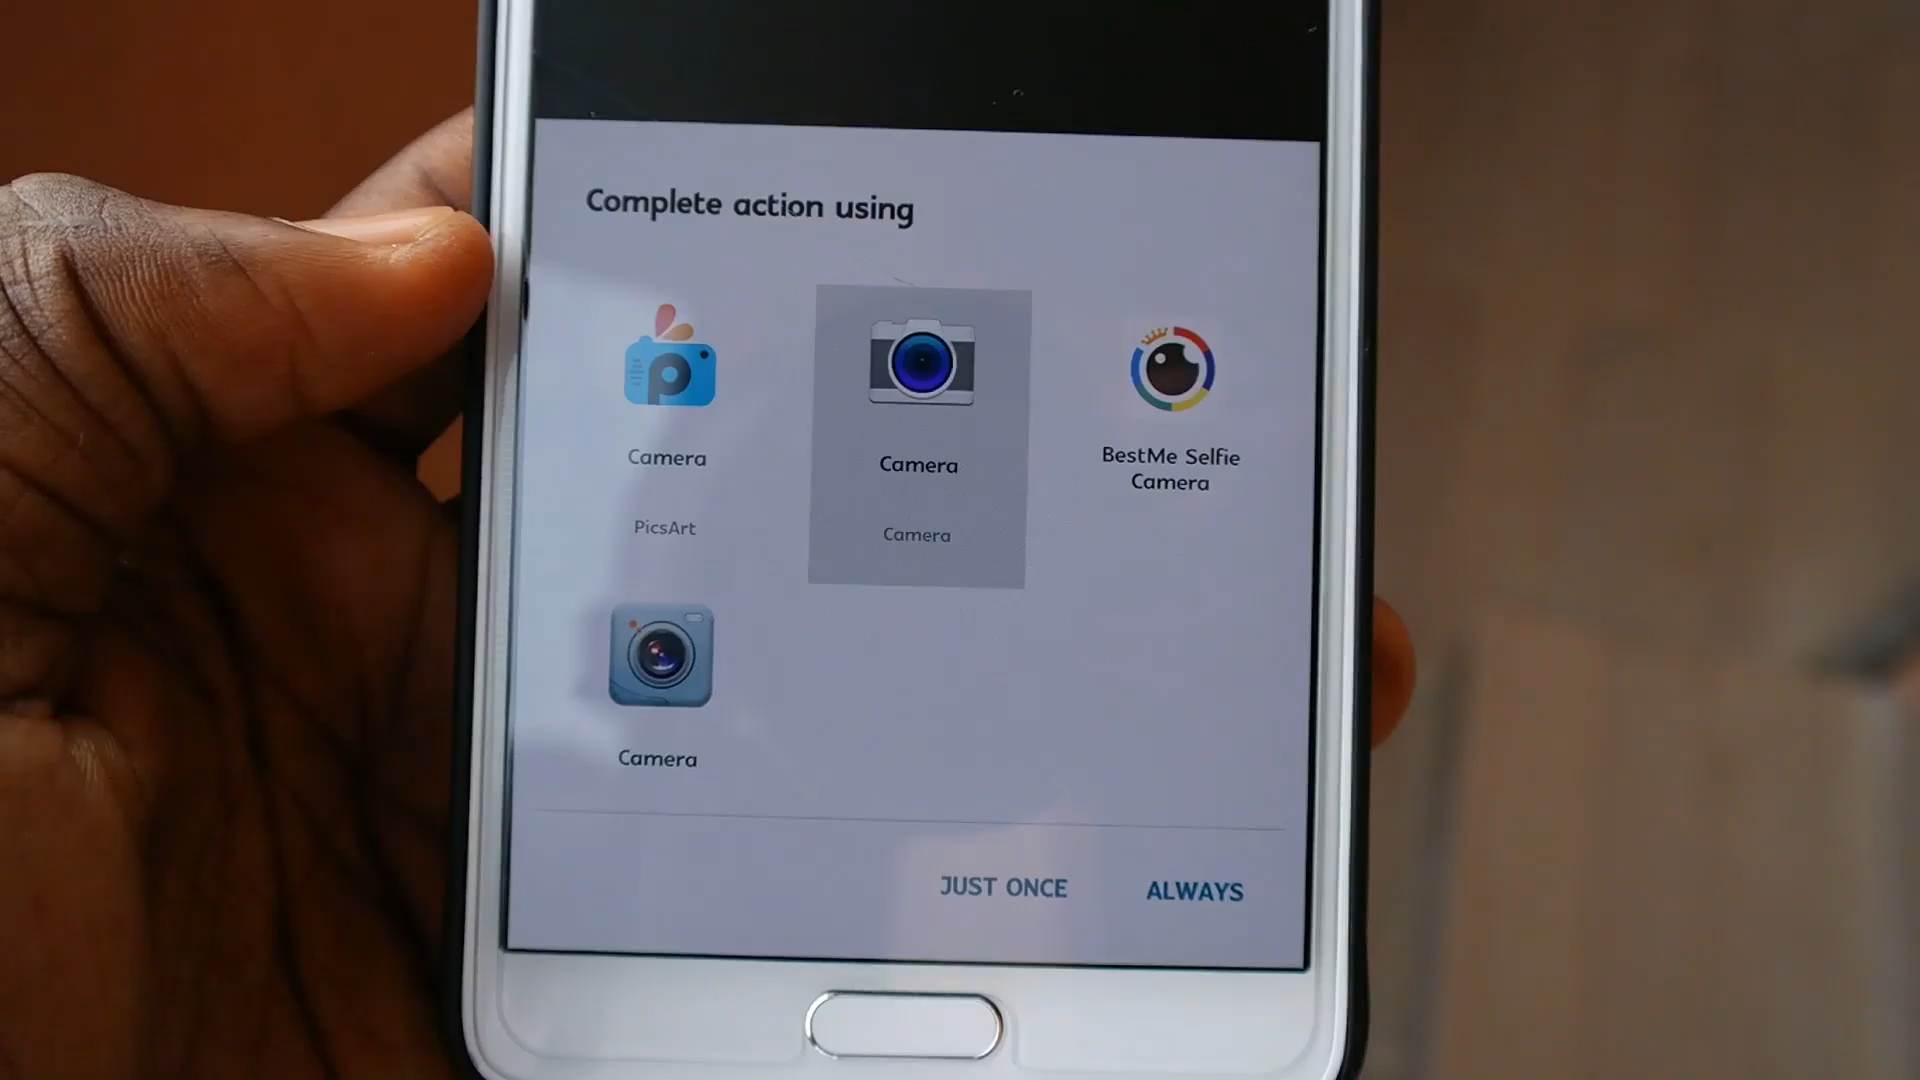 Complete action using
Camera
PicsArt
Camera
Camera
BestMe Selfie
Camera
Camera
JUST ONCE
ALWAYS